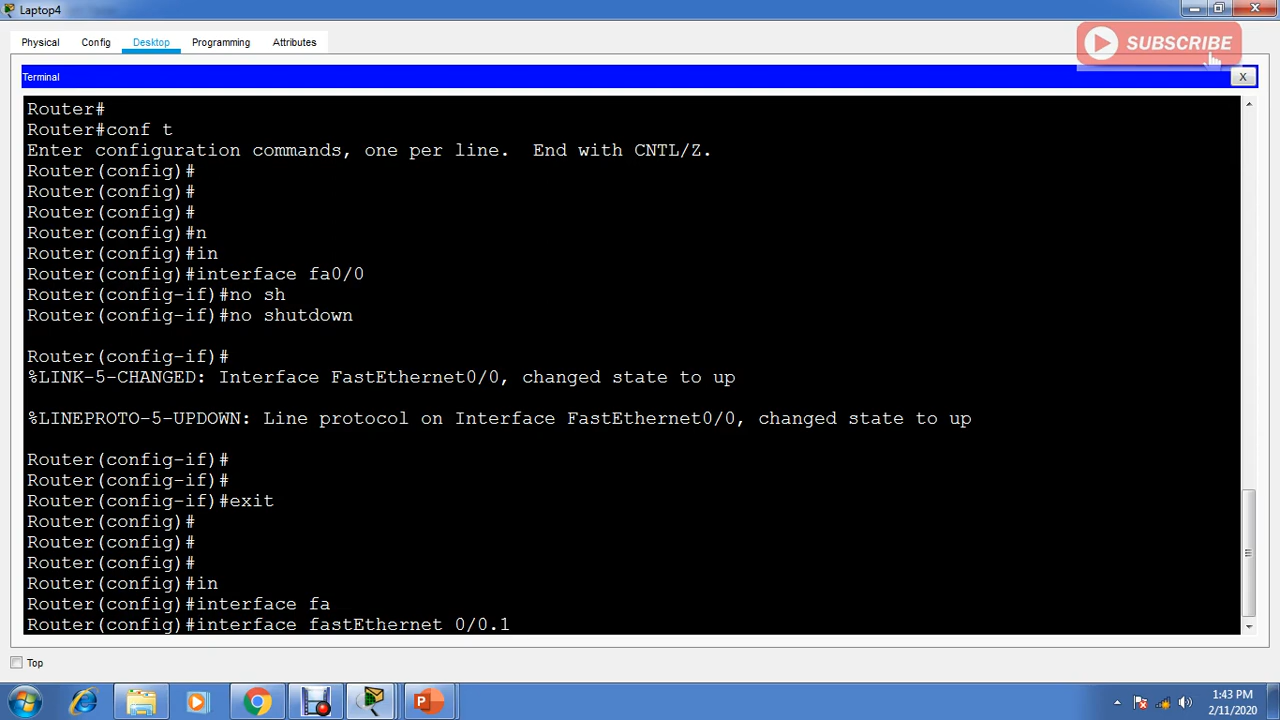 Laptop4
Physical Config Desktop Programming Attributes
SUBSCRIBE
Terminal
X
Router#
Router#conf t
Enter configuration commands, one per line.  End with CNTL/Z.
Router(config)#
Router(config)#
Router(config)#
Router(config)#n
Router(config)#in
Router(config)#interface fa0/0
Router(config-if)#no sh
Router(config-if)#no shutdown
Router(config-if)#
%LINK-5-CHANGED: Interface FastEthernet0/0, changed state to up
%LINEPROTO-5-UPDOWN: Line protocol on Interface FastEthernet0/0, changed state to up
Router(config-if)#
Router(config-if)#
Router(config-if)#exit
Router(config)#
Router(config)#
Router(config)#
Router(config)#in
Router(config)#interface fa
Router(config)#interface fastEthernet 0/0.1
Top
1:43 PM
2/11/2020